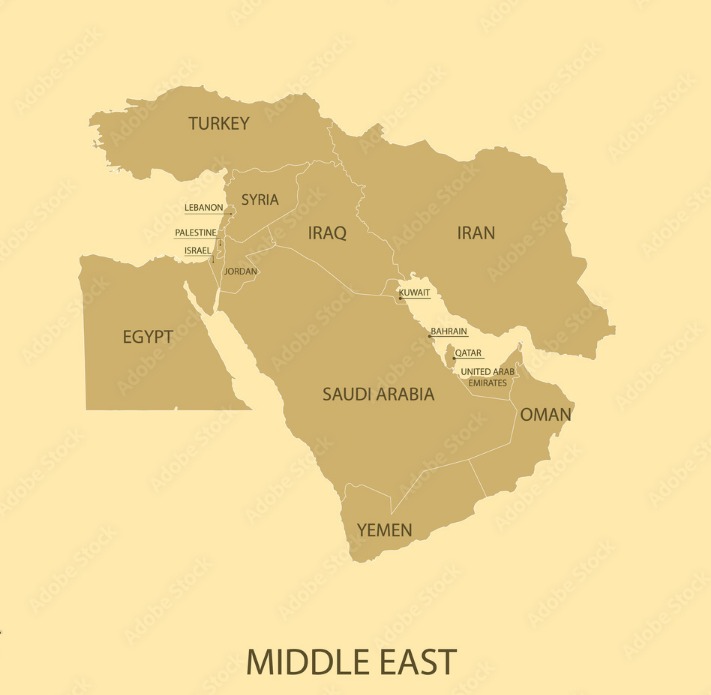 TURKEY
SYRIA
LEBANON
PALESTINE
ISRAEL
JORDAN
IRAQ
IRAN
KUWAIT
EGYPT
BAHRAIN
QATAR
UNITED ARAB
EMIRATES
SAUDI ARABIA
OMAN
YEMEN
MIDDLE EAST
Adobe Stock